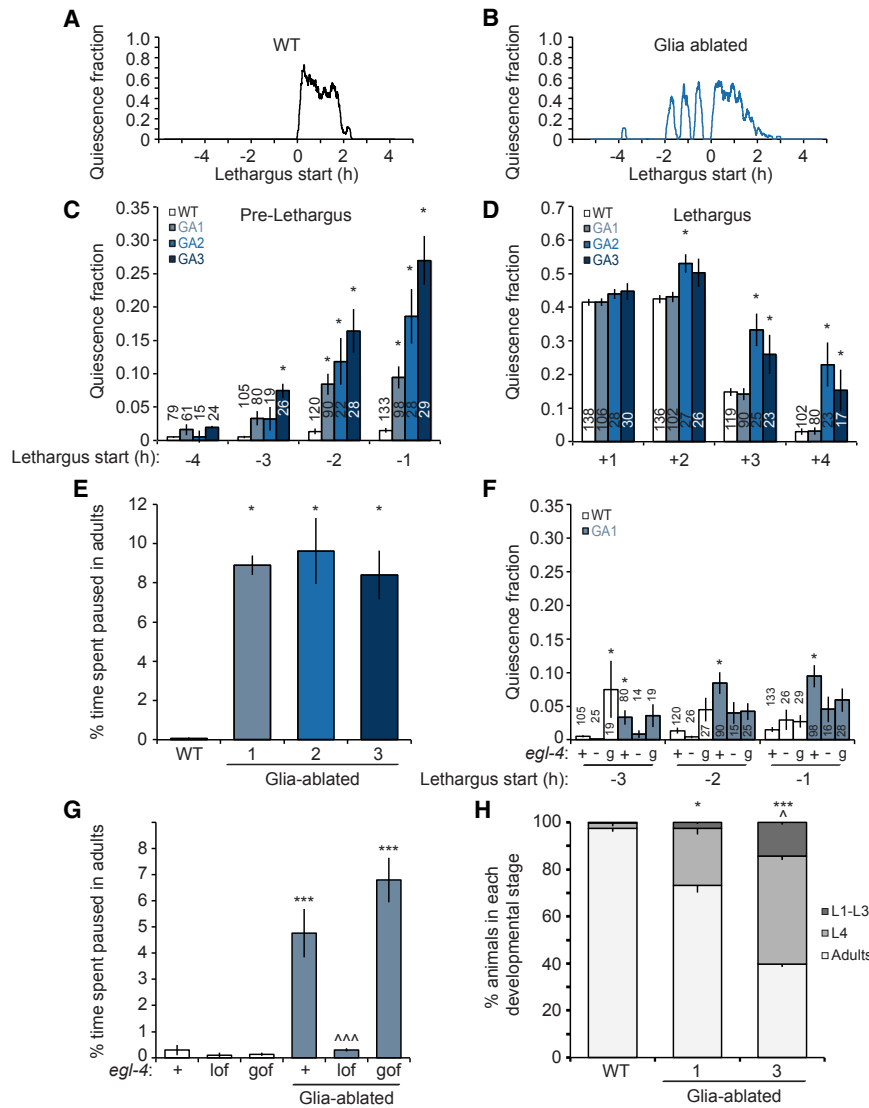 A
WT
Quiescence fraction
1.0
0.8
0.6
0.4
0.2
0
-4 -2 0 2 4
Lethargus start (h)
B
Glia ablated
Quiescence fraction
1.0
0.8
0.6
0.4
0.2
0
-4 -2 0 2 4
Lethargus start (h)
C
Pre-Lethargus
WT
GA1
GA2
GA3
Quiescence fraction
0.35
0.30
0.25
0.20
0.15
0.10
0.05
0
79 61 15 24
105 80 19 26 *
120 90 * 22 * 28 *
133 98 * 28 * 29 *
Lethargus start (h): -4 -3 -2 -1
D
Lethargus
WT
GA1
GA2
GA3
Quiescence fraction
0.7
0.6
0.5
0.4
0.3
0.2
0.1
0
138 106 28 30
136 102 27 * 26
119 90 25 * 23 *
102 80 23 * 17 *
+1 +2 +3 +4
E
% time spent paused in adults
12
10
8
6
4
2
0
* * *
WT 1 2 3
Glia-ablated
F
WT
GA1
Quiescence fraction
0.35
0.30
0.25
0.20
0.15
0.10
0.05
0
105 25 19 * 80 * 14 19
120 26 27 90 * 15 25
133 26 29 98 * 16 28
egl-4: + - g + - g + - g + - g + - g + - g
Lethargus start (h): -3 -2 -1
G
% time spent paused in adults
8
7
6
5
4
3
2
1
0
*** ^^^ ***
egl-4: + lof gof + lof gof
Glia-ablated
H
% animals in each
developmental stage
100
80
60
40
20
0
* ***
^
L1-L3
L4
Adults
WT 1 3
Glia-ablated